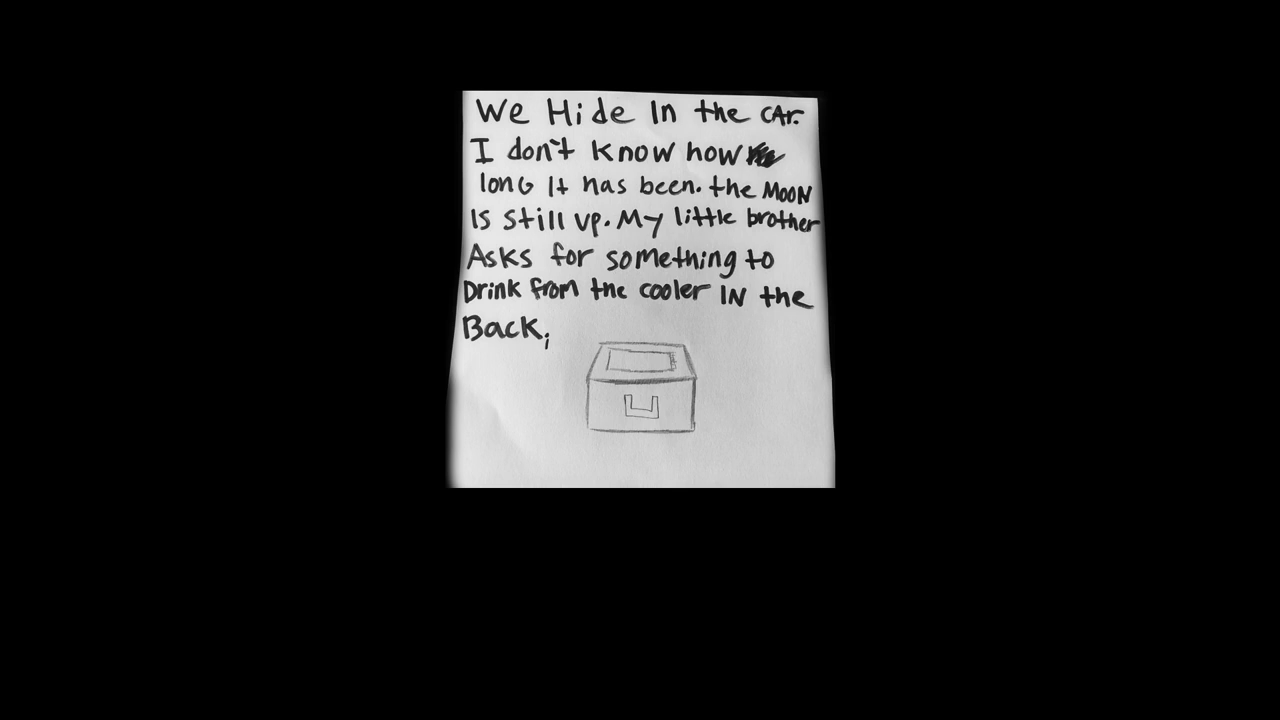 We Hide In the cAr.
I don't know how
long It has been. the MooN
Is still up. My little brother
Asks for something to
Drink from the cooler IN the
Back;